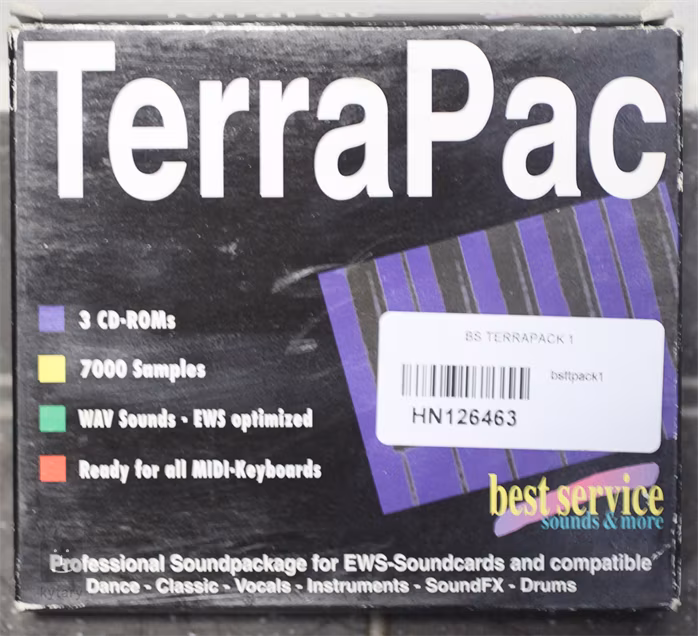 TerraPac
3 CD-ROMs
7000 Samples
WAV Sounds - EWS optimized
Ready for all MIDI-Keyboards
BS TERRAPACK 1
bsttpack1
HN126463
best service
sounds & more
Professional Soundpackage for EWS-Soundcards and compatible
Dance - Classic - Vocals - Instruments - SoundFX - Drums
kytary